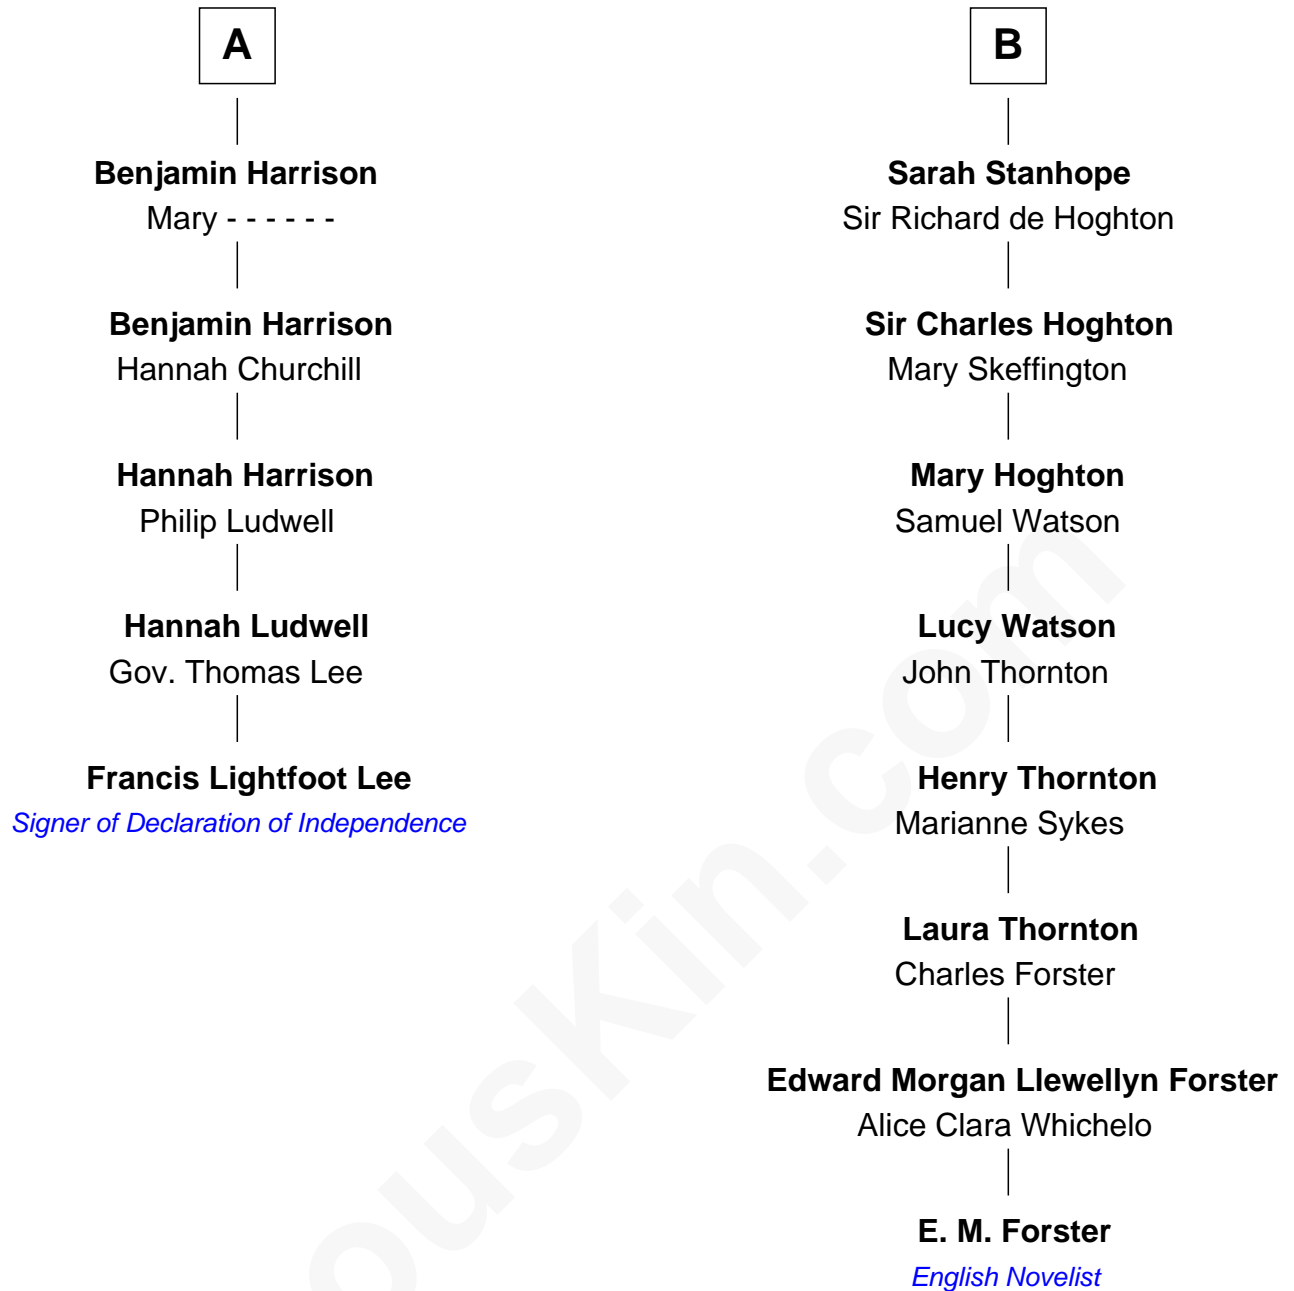 A
Benjamin Harrison
Mary - - - - - -
Benjamin Harrison
Hannah Churchill
Hannah Harrison
Philip Ludwell
Hannah Ludwell
Gov. Thomas Lee
Francis Lightfoot Lee
Signer of Declaration of Independence
B
Sarah Stanhope
Sir Richard de Hoghton
Sir Charles Hoghton
Mary Skeffington
Mary Hoghton
Samuel Watson
Lucy Watson
John Thornton
Henry Thornton
Marianne Sykes
Laura Thornton
Charles Forster
Edward Morgan Llewellyn Forster
Alice Clara Whichelo
E. M. Forster
English Novelist
ousKin.com